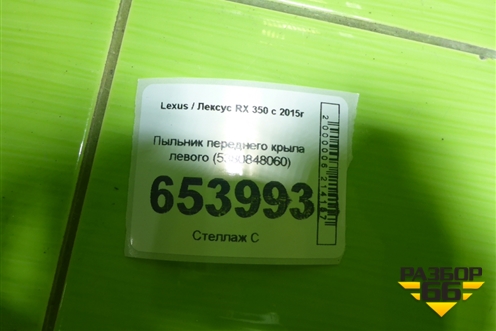 Lexus / Лексус RX 350 с 2015г
Пыльник переднего крыла
левого
653993
Стеллаж С
РАЗБОР
66